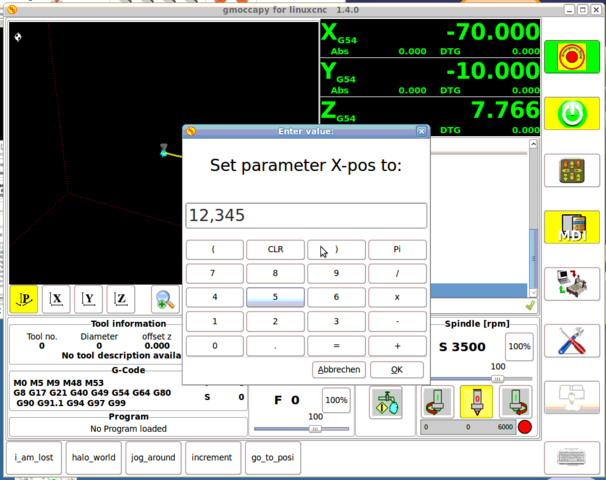 gmoccapy for linuxcnc 1.4.0
X G54 -70.000
Abs 0.000 DTG 0.000
Y G54 -10.000
Abs 0.000 DTG 0.000
Z G54 7.766
Abs 0.000 DTG 0.000
Enter value:
Set parameter X-pos to:
12,345
( CLR ) Pi
7 8 9 /
4 5 6 x
1 2 3 -
0 . = +
Abbrechen OK
MDI
P X Y Z
Tool information
Tool no. Diameter offset z
0 0.000 0.000
No tool description availa
G-Code
M0 M5 M9 M48 M53
G8 G17 G21 G40 G49 G54 G64 G80
G90 G91.1 G94 G97 G99
Program
No Program loaded
S 0
F 0 100%
100
Spindle [rpm]
S 3500 100%
100
0
0 0 6000
i_am_lost halo_world jog_around increment go_to_posi